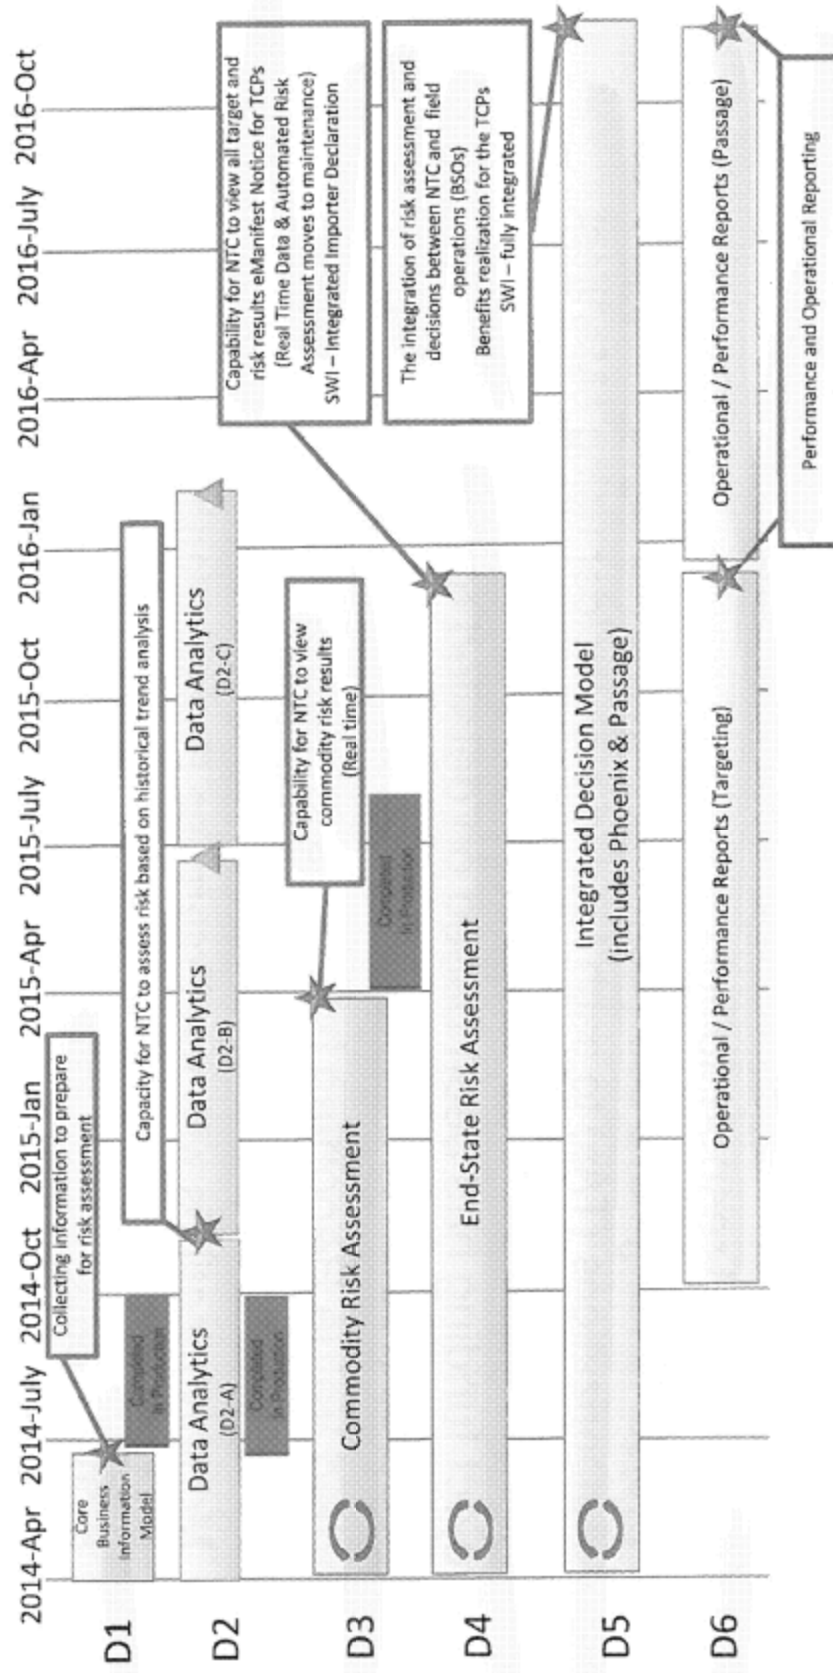 2014-Apr 2014-July 2014-Oct 2015-Jan 2015-Apr 2015-July 2015-Oct 2016-Jan 2016-Apr 2016-July 2016-Oct
D1
Core
Business
Information
Model
Collecting information to prepare
for risk assessment
Completed
in Production
Capacity for NTC to assess risk based on historical trend analysis
D2
Data Analytics
(D2-A)
Data Analytics
(D2-B)
Data Analytics
(D2-C)
Completed
in Production
Capability for NTC to view all target and
risk results eManifest Notice for TCPs
(Real Time Data & Automated Risk
Assessment moves to maintenance)
SWI – Integrated Importer Declaration
D3
Commodity Risk Assessment
Capability for NTC to view
commodity risk results
(Real time)
Completed
in Production
The integration of risk assessment and
decisions between NTC and field
operations (BSOs)
Benefits realization for the TCPs
SWI – fully integrated
D4
End-State Risk Assessment
D5
Integrated Decision Model
(includes Phoenix & Passage)
D6
Operational / Performance Reports (Targeting)
Operational / Performance Reports (Passage)
Performance and Operational Reporting